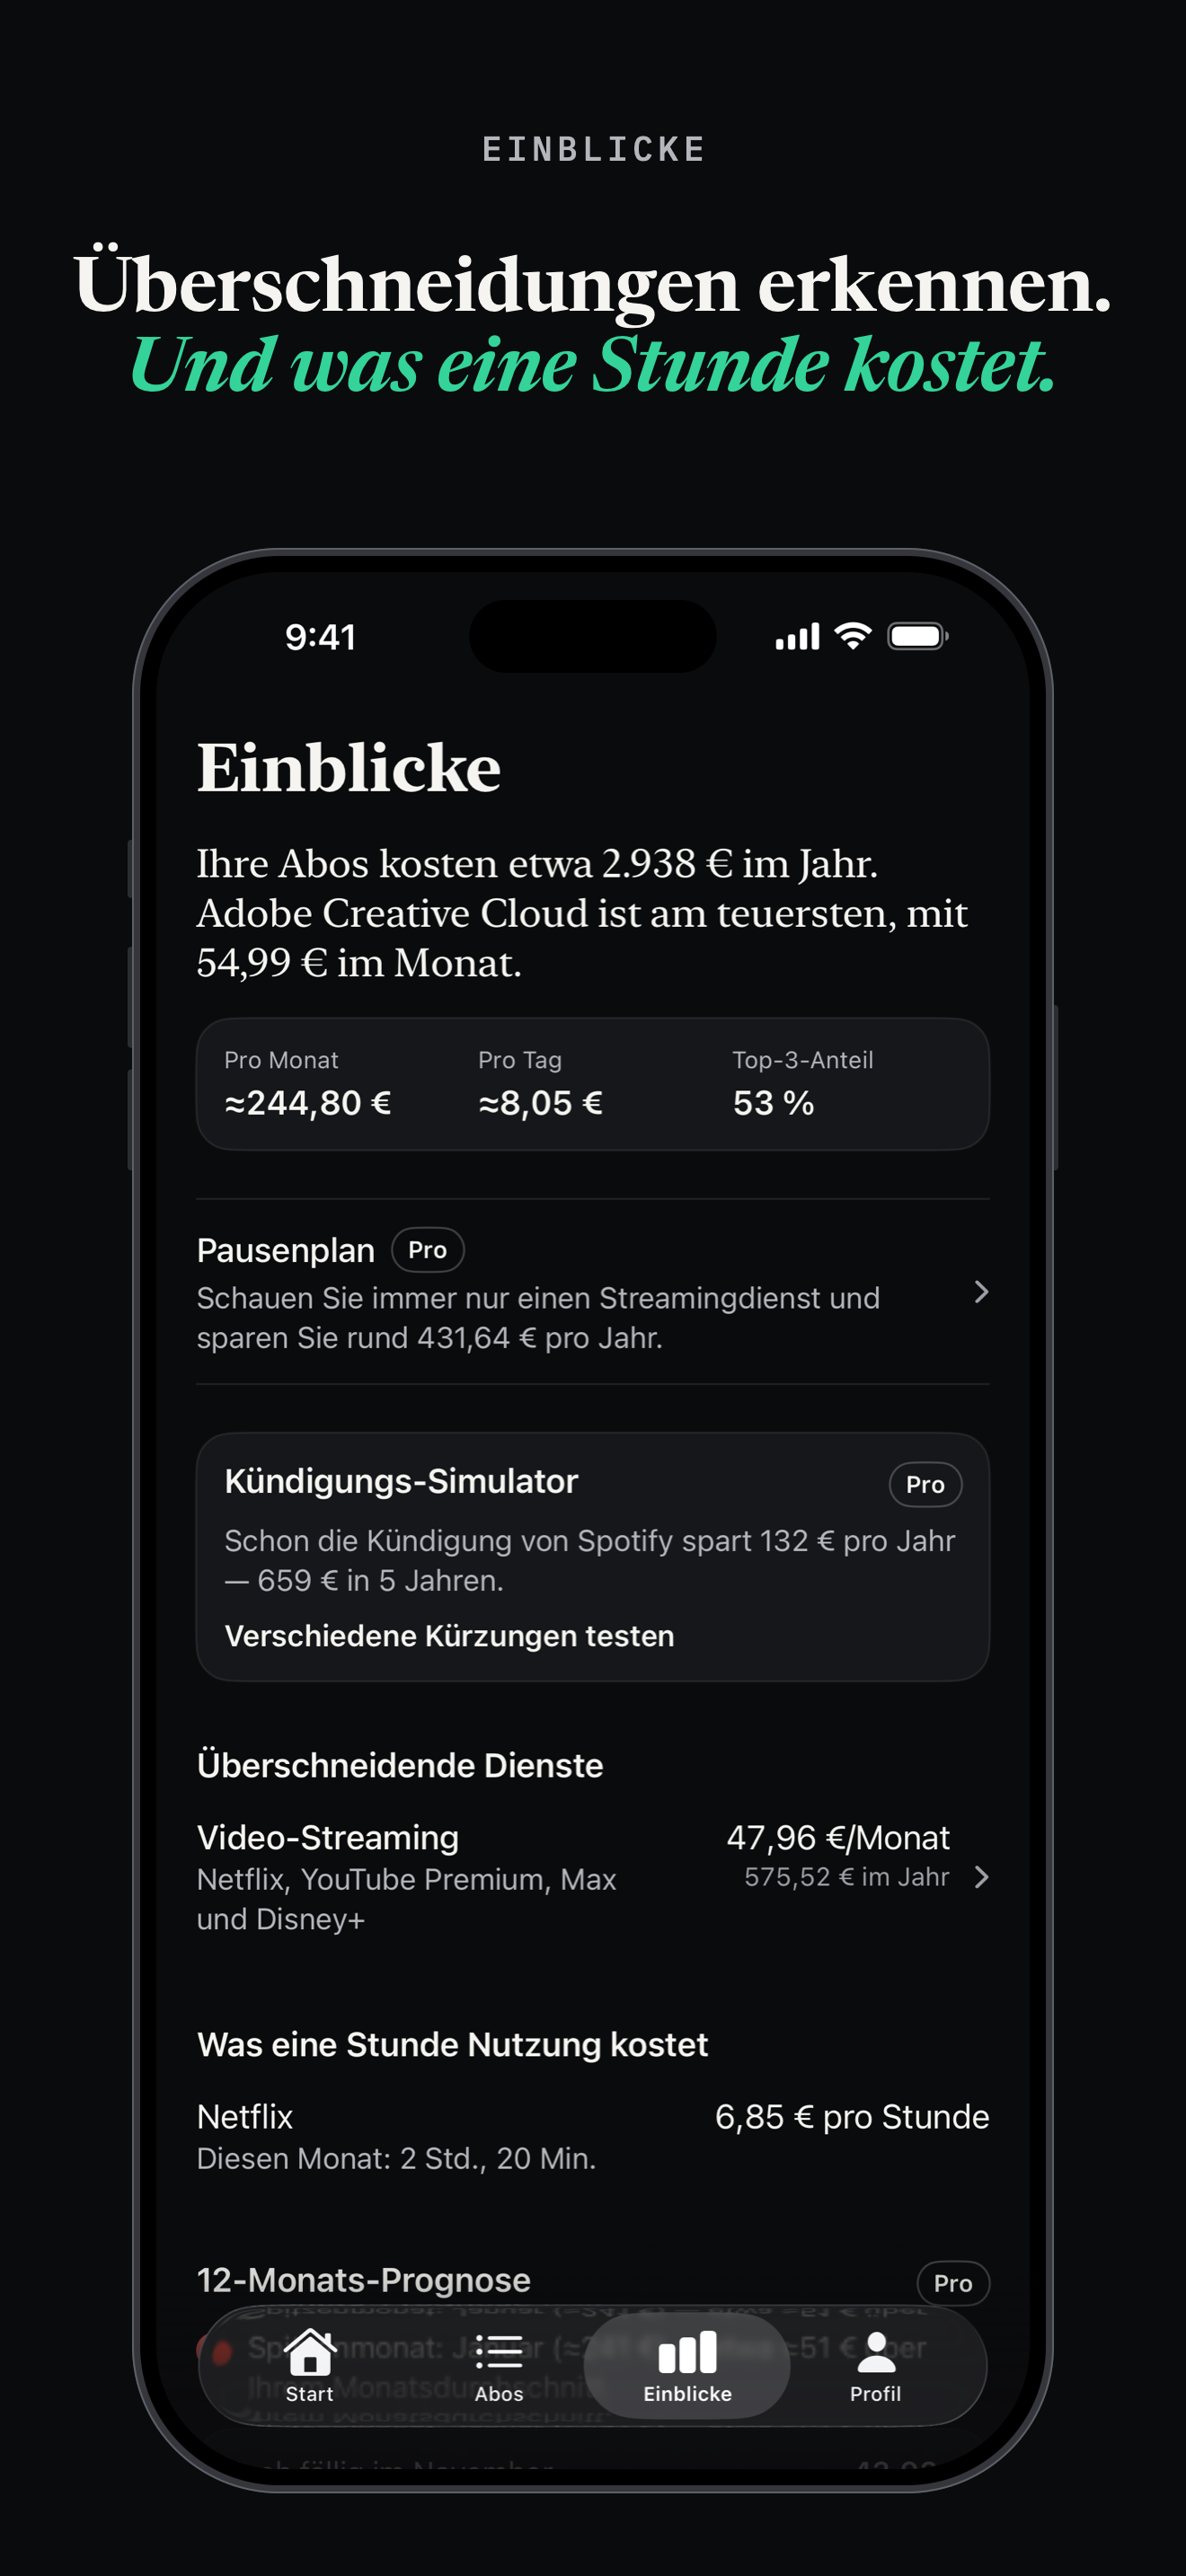 EINBLICKE
Überschneidungen erkennen.
Und was eine Stunde kostet.
9:41
Einblicke
Ihre Abos kosten etwa 2.938 € im Jahr.
Adobe Creative Cloud ist am teuersten, mit
54,99 € im Monat.
Pro Monat Pro Tag Top-3-Anteil
≈244,80 € ≈8,05 € 53 %
Pausenplan Pro
Schauen Sie immer nur einen Streamingdienst und
sparen Sie rund 431,64 € pro Jahr.
Kündigungs-Simulator Pro
Schon die Kündigung von Spotify spart 132 € pro Jahr
— 659 € in 5 Jahren.
Verschiedene Kürzungen testen
Überschneidende Dienste
Video-Streaming 47,96 €/Monat
Netflix, YouTube Premium, Max 575,52 € im Jahr
und Disney+
Was eine Stunde Nutzung kostet
Netflix 6,85 € pro Stunde
Diesen Monat: 2 Std., 20 Min.
12-Monats-Prognose Pro
Start Abos Einblicke Profil